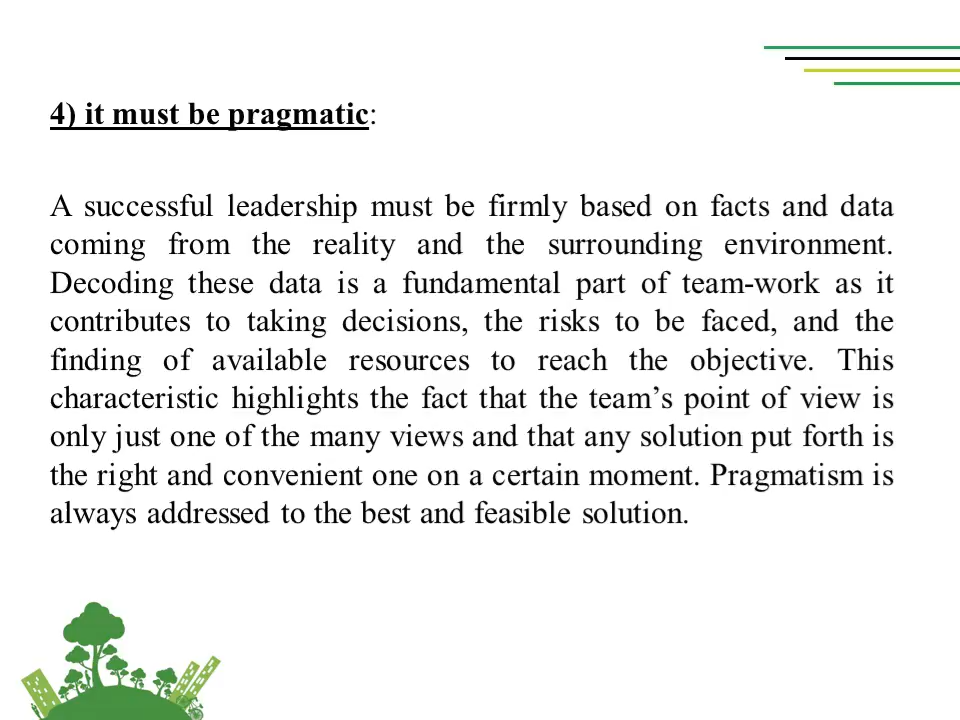 4) it must be pragmatic:
A successful leadership must be firmly based on facts and data
coming from the reality and the surrounding environment.
Decoding these data is a fundamental part of team-work as it
contributes to taking decisions, the risks to be faced, and the
finding of available resources to reach the objective. This
characteristic highlights the fact that the team’s point of view is
only just one of the many views and that any solution put forth is
the right and convenient one on a certain moment. Pragmatism is
always addressed to the best and feasible solution.